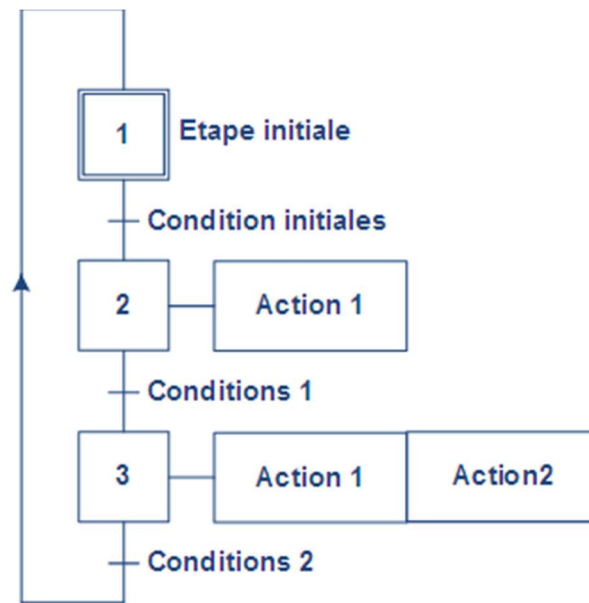 1 Etape initiale
Condition initiales
2 Action 1
Conditions 1
3 Action 1 Action2
Conditions 2